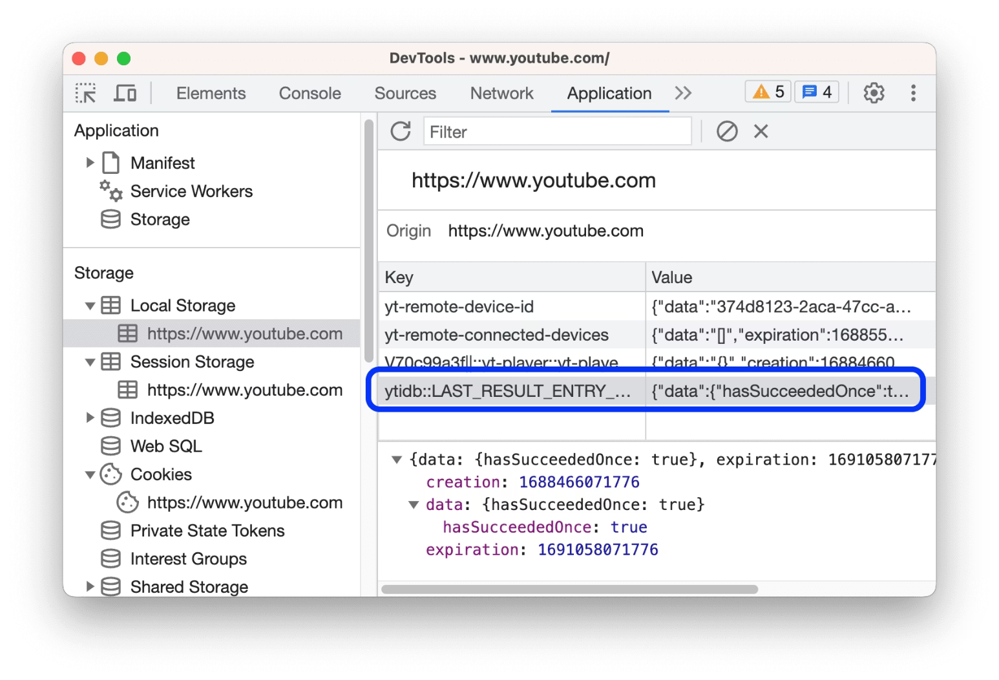 DevTools - www.youtube.com/
Elements Console Sources Network Application 5 4
Application
Manifest
Service Workers
Storage
Storage
Local Storage
https://www.youtube.com
Session Storage
https://www.youtube.com
IndexedDB
Web SQL
Cookies
https://www.youtube.com
Private State Tokens
Interest Groups
Shared Storage
Filter
https://www.youtube.com
Origin https://www.youtube.com
Key Value
yt-remote-device-id {"data":"374d8123-2aca-47cc-a…
yt-remote-connected-devices {"data":"[]","expiration":168855…
V70c99a3f||::yt-player::yt-playe {"data":"{}","creation":16884660
ytidb::LAST_RESULT_ENTRY_… {"data":{"hasSucceededOnce":t…
{data: {hasSucceededOnce: true}, expiration: 169105807177
creation: 1688466071776
data: {hasSucceededOnce: true}
hasSucceededOnce: true
expiration: 1691058071776